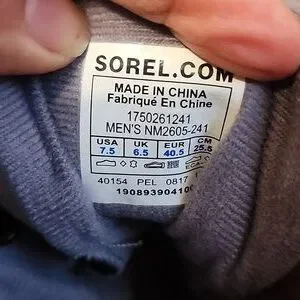 SOREL.COM
MADE IN CHINA
Fabriqué En Chine
1750261241
MEN'S NM2605-241
USA UK EUR CM
7.5 6.5 40.5 25.5
40154 PEL 0817